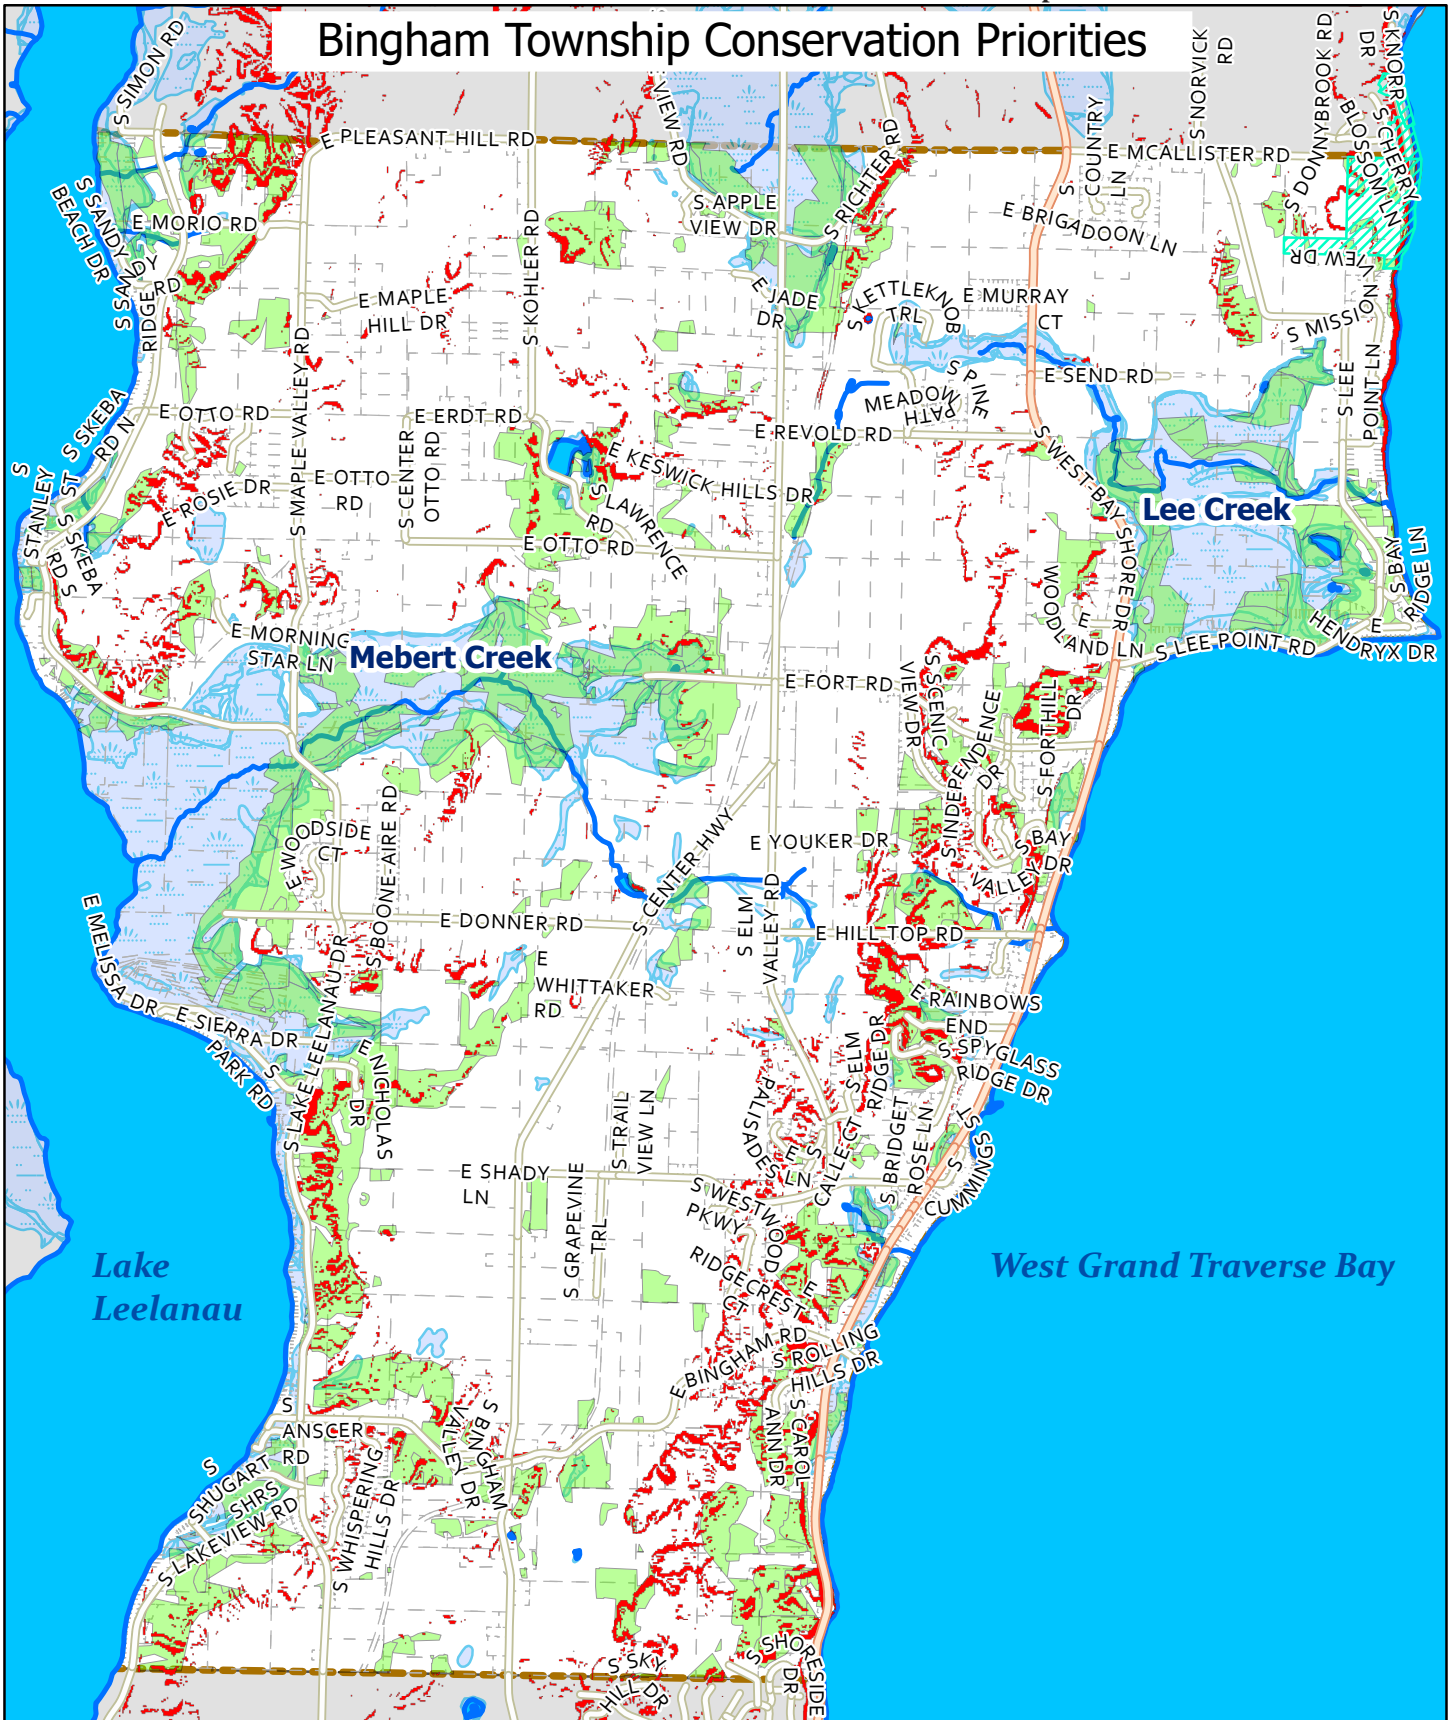 Bingham Township Conservation Priorities
S SIMON RD
VIEW RD
S NORVICK
RD
S DONNYBROOK RD
S KNORR
DR
S CHERRY
BLOSSOM LN
E PLEASANT HILL RD
E MCALLISTER RD
S
COUNTRY
LN
S RICHTER RD
S SANDY
BEACH DR
E MORIO RD
S APPLE
VIEW DR
E BRIGADOON LN
VIEW DR
S SANDY
RIDGE
RD
S KOHLER RD
E MAPLE
HILL DR
E JADE
DR
S KETTLEKNOB
TRL
E MURRAY
CT
S MISSION
S MAPLE VALLEY RD
S SKEBA
RD N
E OTTO RD
E ERDT RD
S PINE
MEADOW
PATH
E SEND RD
S LEE
POINT LN
E REVOLD RD
S
STANLEY
RD S
ST
S SKEBA
E ROSIE DR
E OTTO
RD
S CENTER
OTTO RD
E KESWICK HILLS DR
S LAWRENCE
RD
S WEST-BAY SHORE DR
Lee Creek
E OTTO RD
S BAY
RIDGE LN
E
WOODLAND LN
E MORNING
STAR LN
Mebert Creek
S LEE POINT RD
E
HENDRYX DR
E FORT RD
S SCENIC
VIEW DR
S INDEPENDENCE
DR
S FORTHILL
DR
E WOODSIDE
CT
S BOONE-AIRE RD
S CENTER HWY
E YOUKER DR
S BAY
VALLEY DR
E MELISSA DR
E DONNER RD
S ELM
VALLEY RD
E HILL TOP RD
E
WHITTAKER
RD
E RAINBOWS
END
E SIERRA DR
S
PARK RD
S LAKE LEELANAU DR
E NICHOLAS
DR
S SPYGLASS
RIDGE DR
S ELM
RIDGE DR
PALISADES
E
LN
S
CALLE CT
S BRIDGET
ROSE LN
S
CUMMINGS ST
S
S TRAIL
VIEW LN
E SHADY
LN
S GRAPEVINE
TRL
S WESTWOOD
PKWY
Lake
Leelanau
West Grand Traverse Bay
E
RIDGECREST
CT
E BINGHAM RD
S ROLLING
HILLS DR
S
ANSCER
RD
S BINGHAM
VALLEY DR
S CAROL
ANN DR
S
SHUGART
SHRS
S LAKEVIEW RD
S WHISPERING
HILLS DR
S SKY
HILL DR
S SHORESIDE
DR